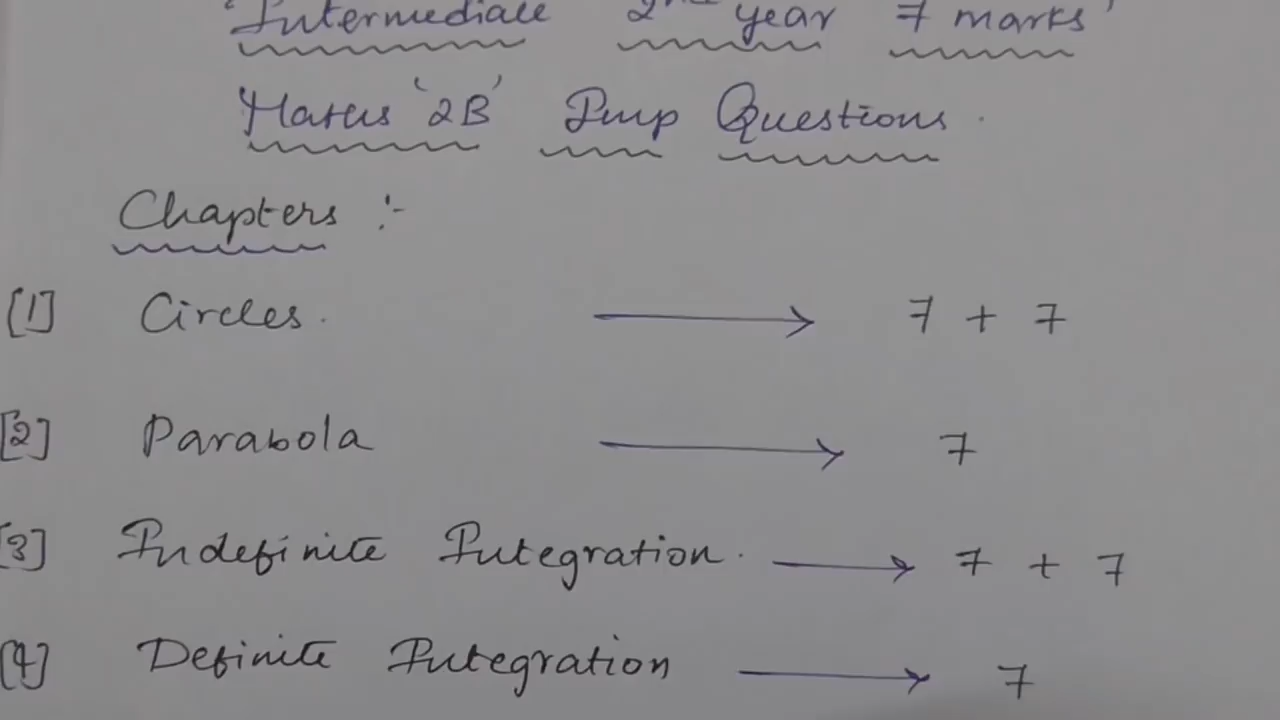 'Intermediate 2nd year 7 marks'
Maths '2B' Imp Questions.
Chapters :-
[1] Circles. → 7 + 7
[2] Parabola → 7
[3] Indefinite Integration. → 7 + 7
[4] Definite Integration → 7